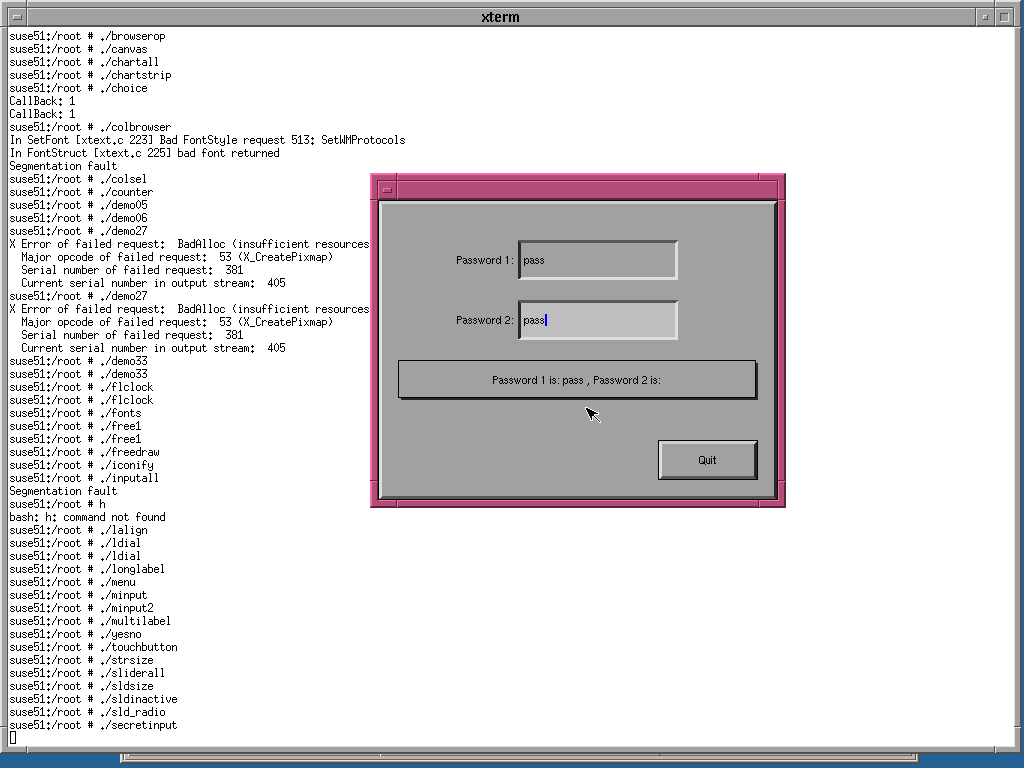 xterm
suse51:/root # ./browserop
suse51:/root # ./canvas
suse51:/root # ./chartall
suse51:/root # ./chartstrip
suse51:/root # ./choice
CallBack: 1
CallBack: 1
suse51:/root # ./colbrowser
In SetFont [xtext.c 223] Bad FontStyle request 513: SetWMProtocols
In FontStruct [xtext.c 225] bad font returned
Segmentation fault
suse51:/root # ./colsel
suse51:/root # ./counter
suse51:/root # ./demo05
suse51:/root # ./demo06
suse51:/root # ./demo27
X Error of failed request:  BadAlloc (insufficient resources
  Major opcode of failed request:  53 (X_CreatePixmap)
  Serial number of failed request:  381
  Current serial number in output stream:  405
suse51:/root # ./demo27
X Error of failed request:  BadAlloc (insufficient resources
  Major opcode of failed request:  53 (X_CreatePixmap)
  Serial number of failed request:  381
  Current serial number in output stream:  405
suse51:/root # ./demo33
suse51:/root # ./demo33
suse51:/root # ./flclock
suse51:/root # ./flclock
suse51:/root # ./fonts
suse51:/root # ./free1
suse51:/root # ./free1
suse51:/root # ./freedraw
suse51:/root # ./iconify
suse51:/root # ./inputall
Segmentation fault
suse51:/root # h
bash: h: command not found
suse51:/root # ./lalign
suse51:/root # ./ldial
suse51:/root # ./ldial
suse51:/root # ./longlabel
suse51:/root # ./menu
suse51:/root # ./minput
suse51:/root # ./minput2
suse51:/root # ./multilabel
suse51:/root # ./yesno
suse51:/root # ./touchbutton
suse51:/root # ./strsize
suse51:/root # ./sliderall
suse51:/root # ./sldsize
suse51:/root # ./sldinactive
suse51:/root # ./sld_radio
suse51:/root # ./secretinput
Password 1: pass
Password 2: pass
Password 1 is: pass , Password 2 is:
Quit